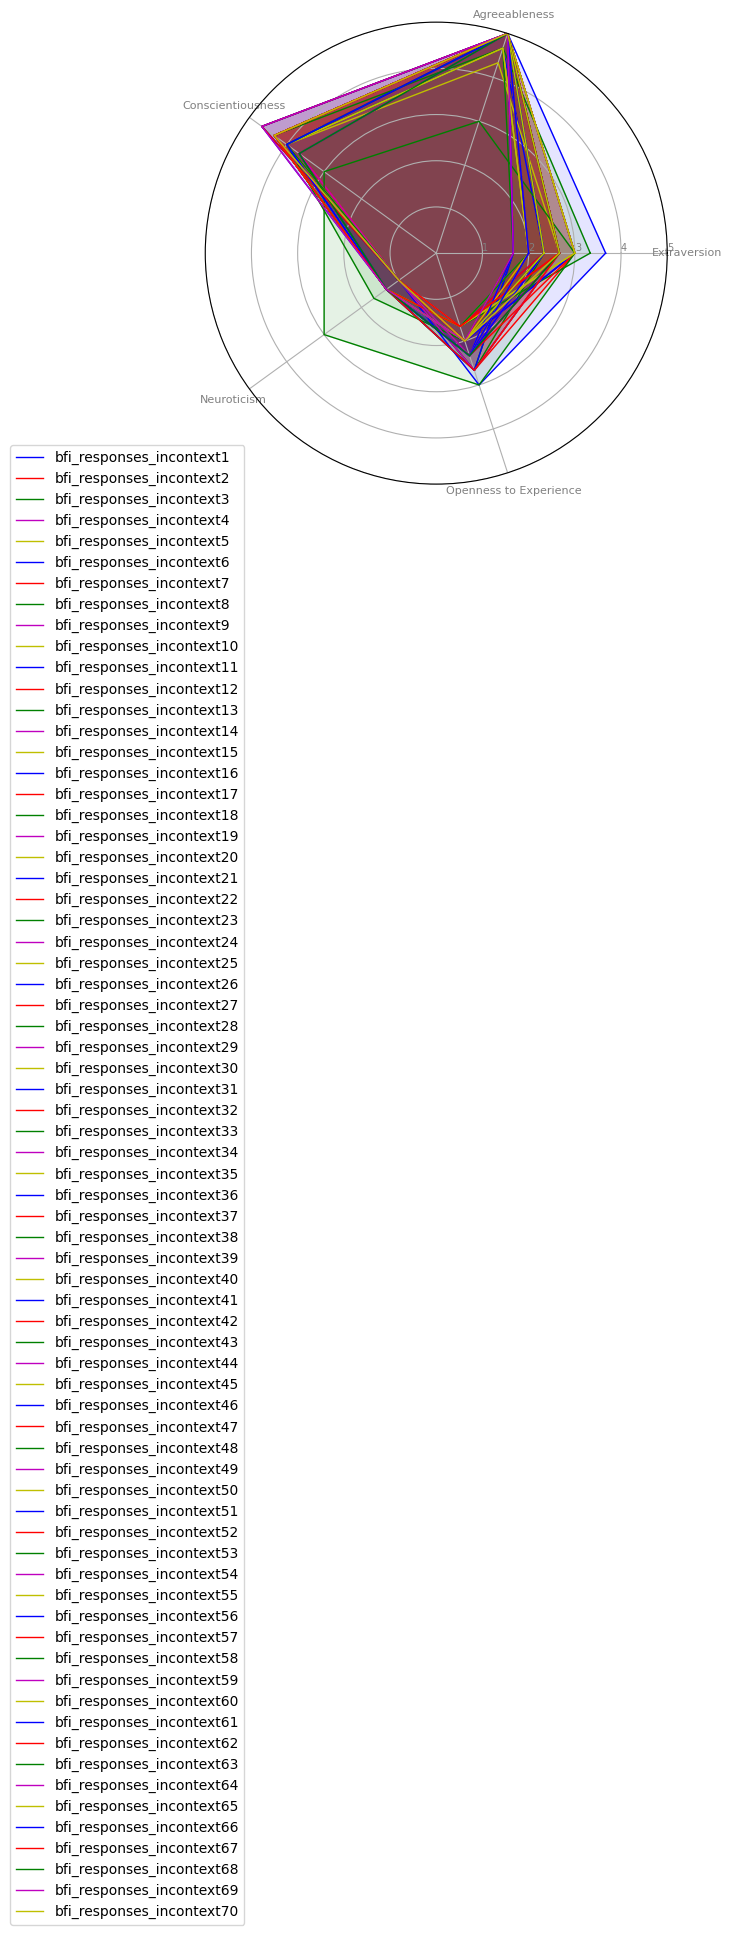 Agreeableness
Conscientiousness
1 2 3 4 5
Extraversion
Neuroticism
Openness to Experience
bfi_responses_incontext1
bfi_responses_incontext2
bfi_responses_incontext3
bfi_responses_incontext4
bfi_responses_incontext5
bfi_responses_incontext6
bfi_responses_incontext7
bfi_responses_incontext8
bfi_responses_incontext9
bfi_responses_incontext10
bfi_responses_incontext11
bfi_responses_incontext12
bfi_responses_incontext13
bfi_responses_incontext14
bfi_responses_incontext15
bfi_responses_incontext16
bfi_responses_incontext17
bfi_responses_incontext18
bfi_responses_incontext19
bfi_responses_incontext20
bfi_responses_incontext21
bfi_responses_incontext22
bfi_responses_incontext23
bfi_responses_incontext24
bfi_responses_incontext25
bfi_responses_incontext26
bfi_responses_incontext27
bfi_responses_incontext28
bfi_responses_incontext29
bfi_responses_incontext30
bfi_responses_incontext31
bfi_responses_incontext32
bfi_responses_incontext33
bfi_responses_incontext34
bfi_responses_incontext35
bfi_responses_incontext36
bfi_responses_incontext37
bfi_responses_incontext38
bfi_responses_incontext39
bfi_responses_incontext40
bfi_responses_incontext41
bfi_responses_incontext42
bfi_responses_incontext43
bfi_responses_incontext44
bfi_responses_incontext45
bfi_responses_incontext46
bfi_responses_incontext47
bfi_responses_incontext48
bfi_responses_incontext49
bfi_responses_incontext50
bfi_responses_incontext51
bfi_responses_incontext52
bfi_responses_incontext53
bfi_responses_incontext54
bfi_responses_incontext55
bfi_responses_incontext56
bfi_responses_incontext57
bfi_responses_incontext58
bfi_responses_incontext59
bfi_responses_incontext60
bfi_responses_incontext61
bfi_responses_incontext62
bfi_responses_incontext63
bfi_responses_incontext64
bfi_responses_incontext65
bfi_responses_incontext66
bfi_responses_incontext67
bfi_responses_incontext68
bfi_responses_incontext69
bfi_responses_incontext70